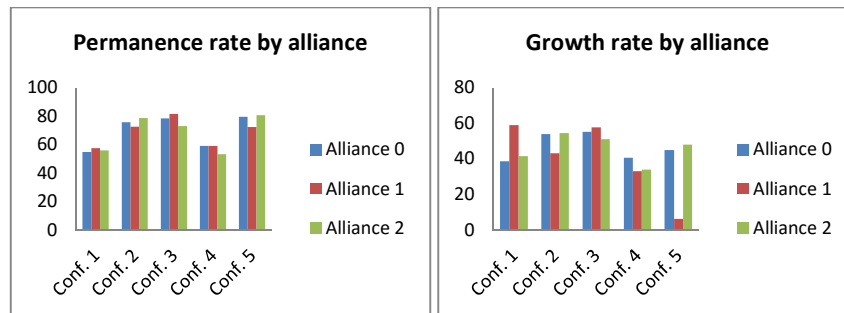 Permanence rate by alliance
100
80
60
40
20
0
Conf. 1
Conf. 2
Conf. 3
Conf. 4
Conf. 5
Alliance 0
Alliance 1
Alliance 2
Growth rate by alliance
80
60
40
20
0
Conf. 1
Conf. 2
Conf. 3
Conf. 4
Conf. 5
Alliance 0
Alliance 1
Alliance 2